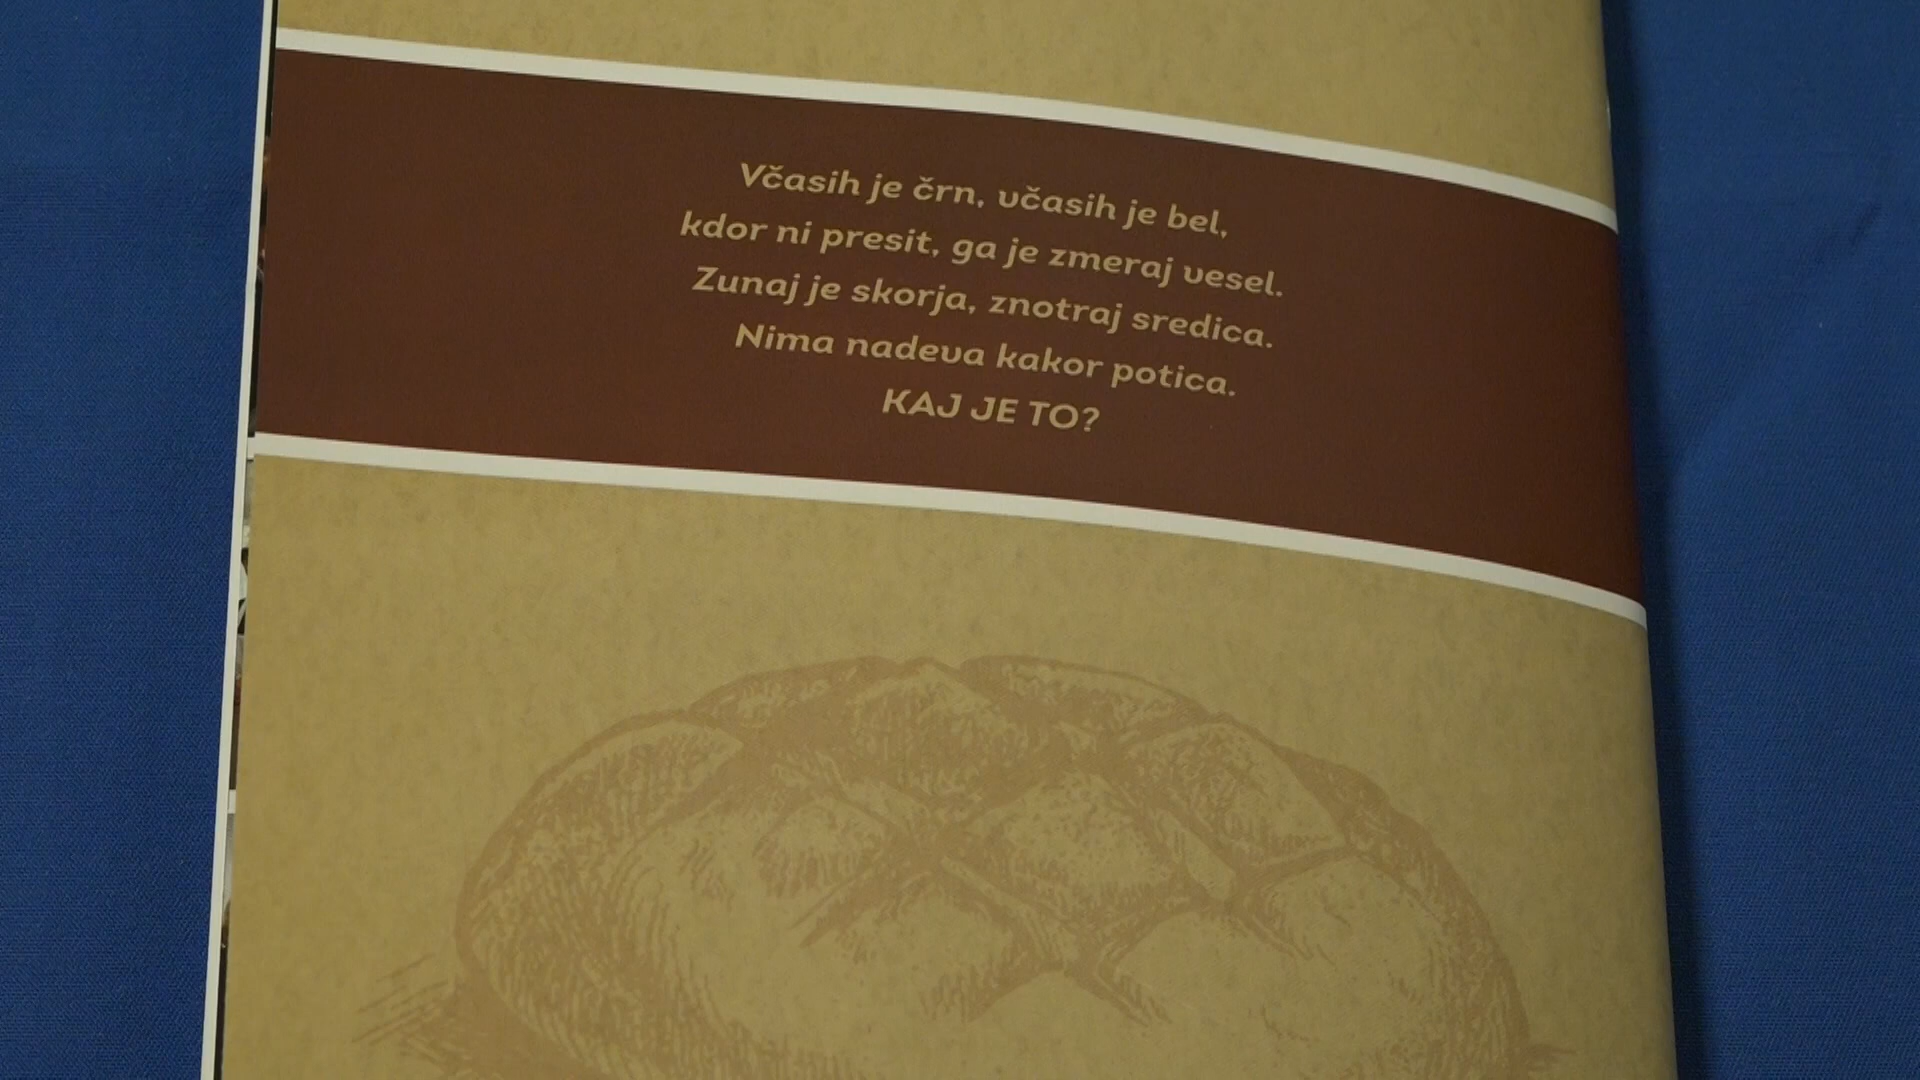 Včasih je črn, včasih je bel,
kdor ni presit, ga je zmeraj vesel.
Zunaj je skorja, znotraj sredica.
Nima nadeva kakor potica.
KAJ JE TO?